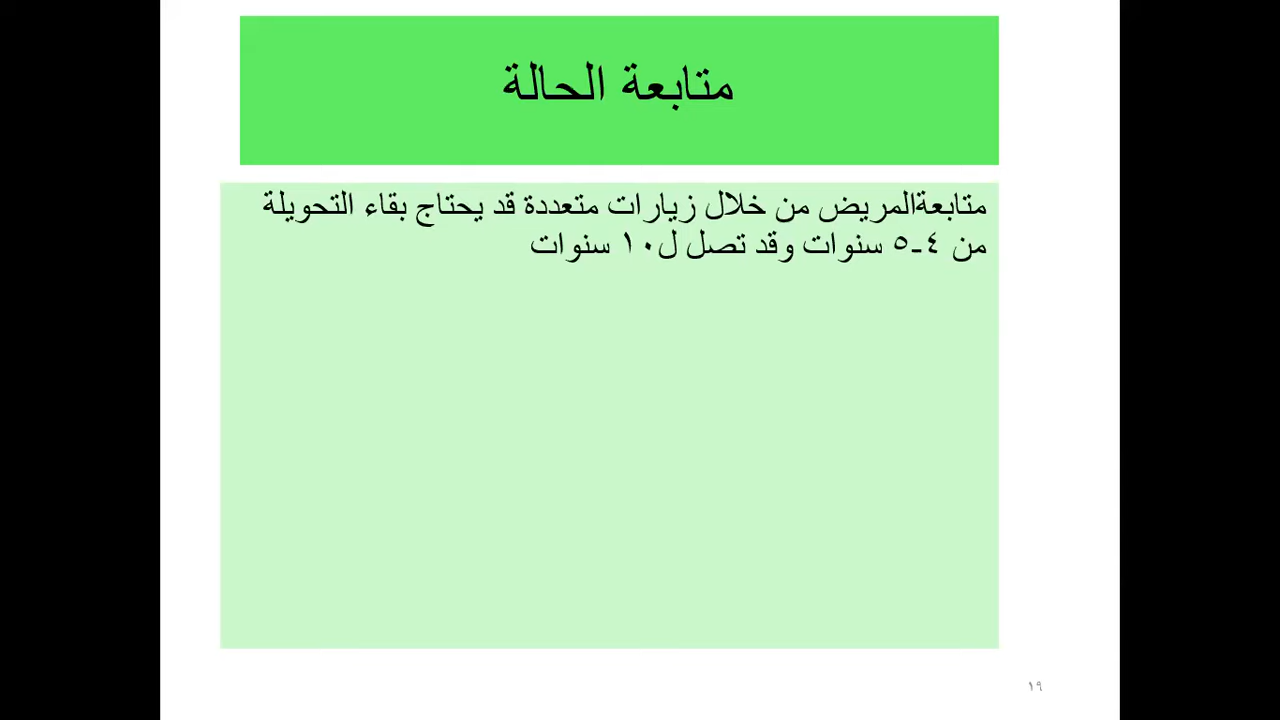 متابعة الحالة
متابعةالمريض من خلال زيارات متعددة قد يحتاج بقاء التحويلة
من ٤-٥ سنوات وقد تصل ل١٠ سنوات
١٩